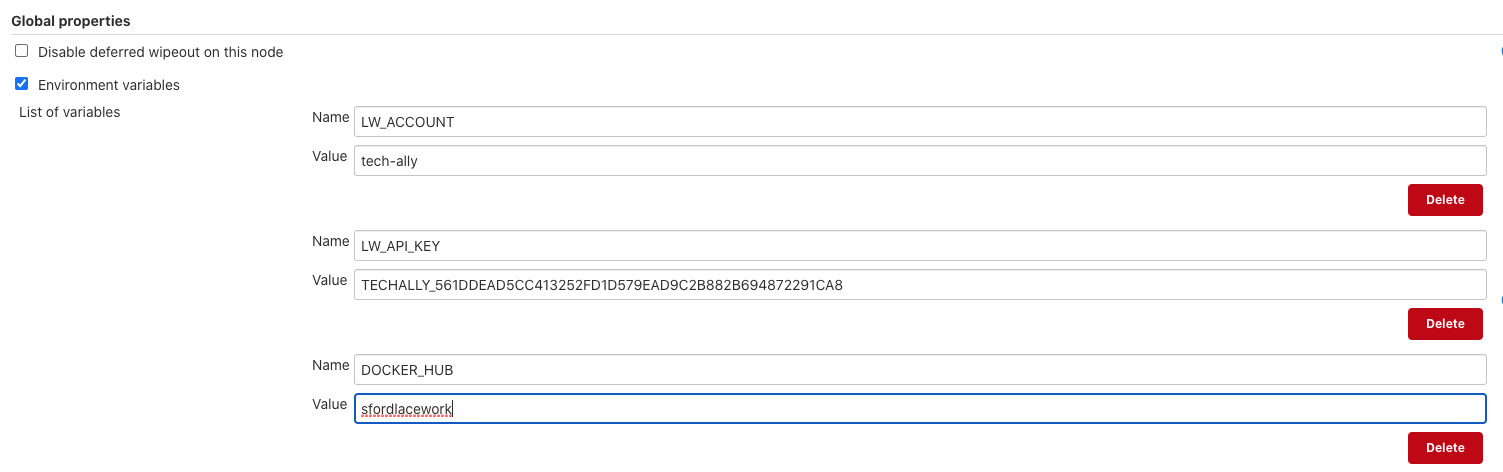 Global properties
Disable deferred wipeout on this node
Environment variables
List of variables
Name
LW_ACCOUNT
Value
tech-ally
Delete
Name
LW_API_KEY
Value
TECHALLY_561DDEAD5CC413252FD1D579EAD9C2B882B694872291CA8
Delete
Name
DOCKER_HUB
Value
sfordlacework
Delete